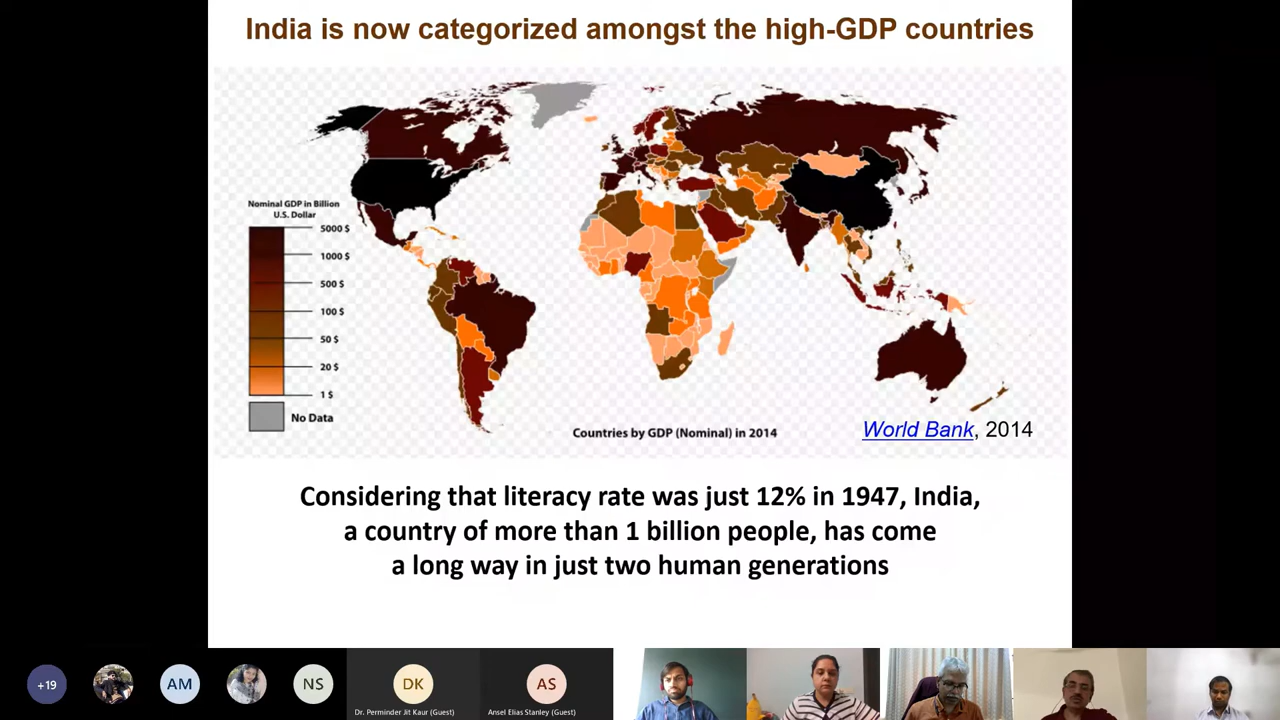 India is now categorized amongst the high-GDP countries
Nominal GDP in Billion
U.S. Dollar
5000 $
1000 $
500 $
100 $
50 $
20 $
1 $
No Data
Countries by GDP (Nominal) in 2014
World Bank, 2014
Considering that literacy rate was just 12% in 1947, India,
a country of more than 1 billion people, has come
a long way in just two human generations
+19
AM
NS
DK
AS
Dr. Perminder Jit Kaur (Guest)
Ansel Elias Stanley (Guest)